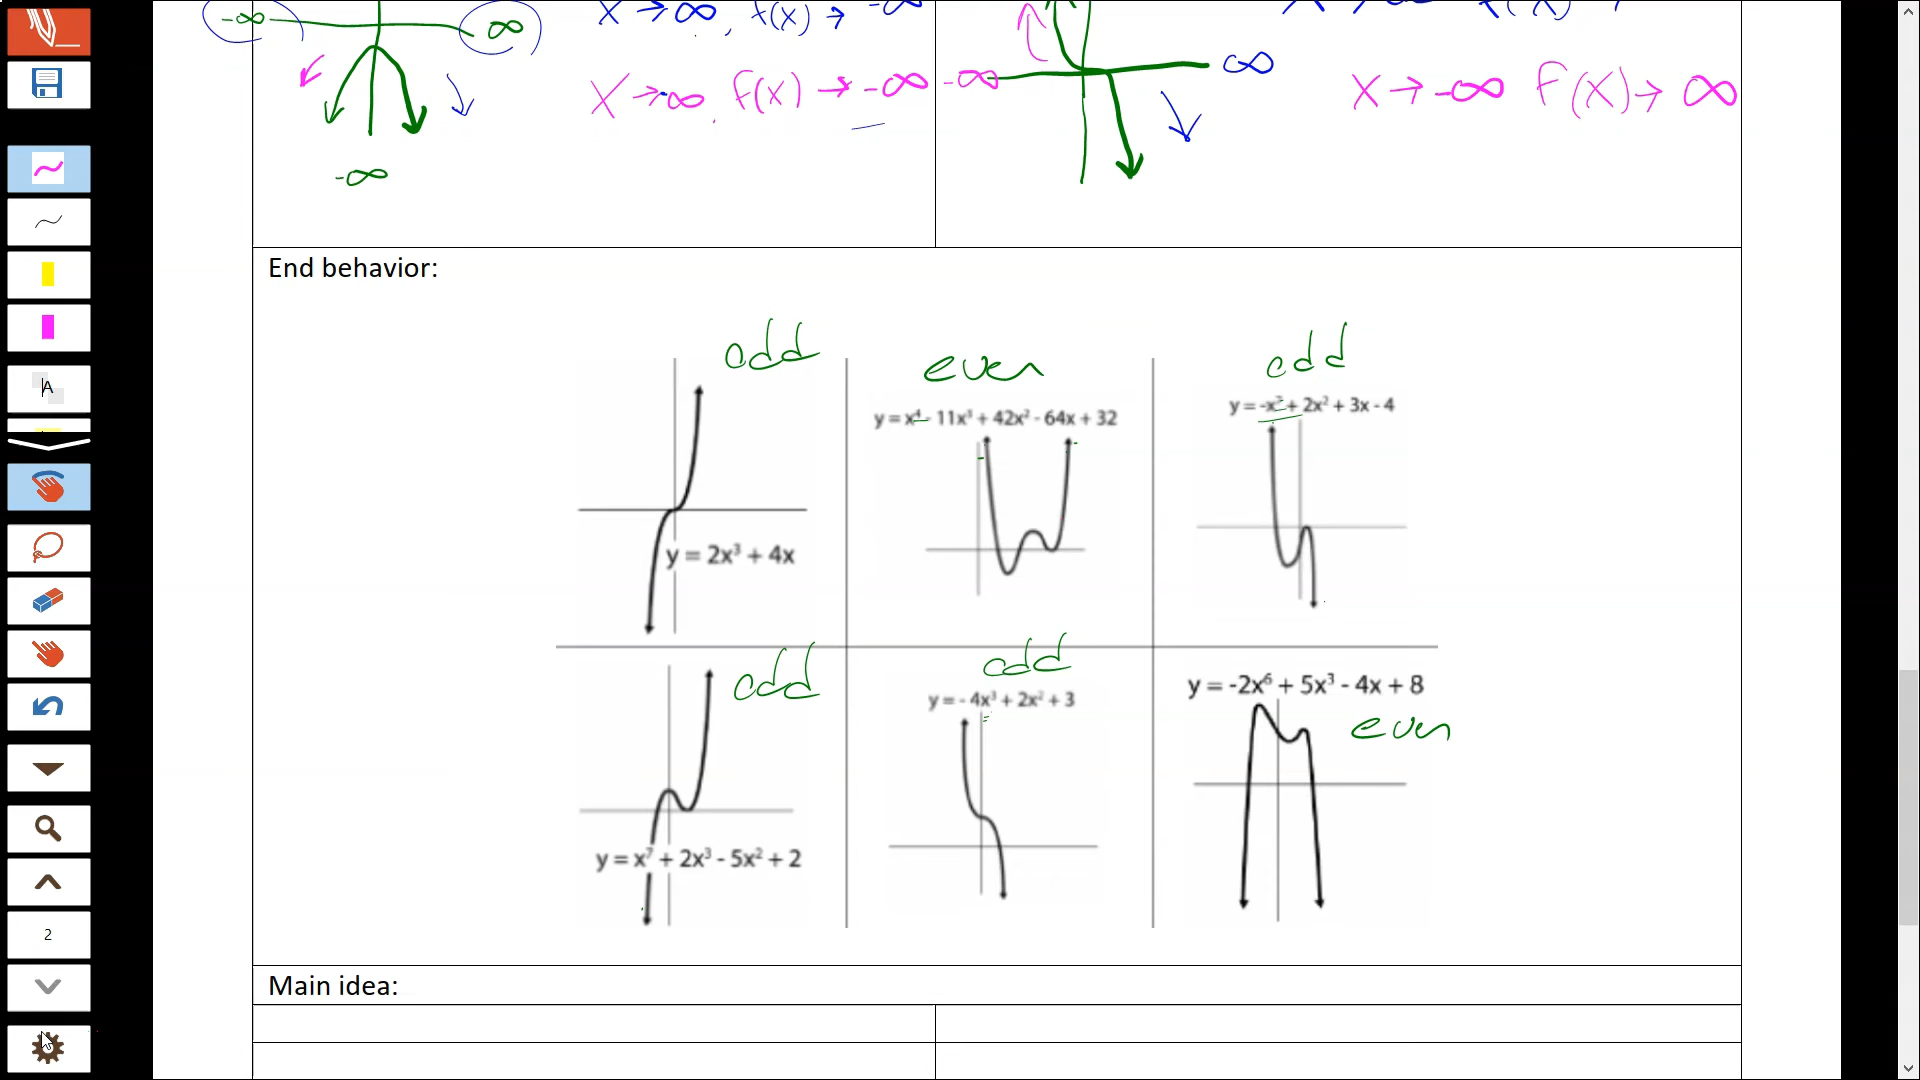 -∞ ∞ x→∞, f(x)→ -∞
∞
x→-∞ f(x)→ -∞
-∞ x→-∞ f(x)→ ∞
-∞
End behavior:
odd even odd
y = x⁴ - 11x³ + 42x² - 64x + 32
y = -x³ + 2x² + 3x - 4
y = 2x³ + 4x
odd odd
y = - 4x³ + 2x² + 3
y = -2x⁶ + 5x³ - 4x + 8
even
y = x⁷ + 2x³ - 5x² + 2
Main idea:
A
2